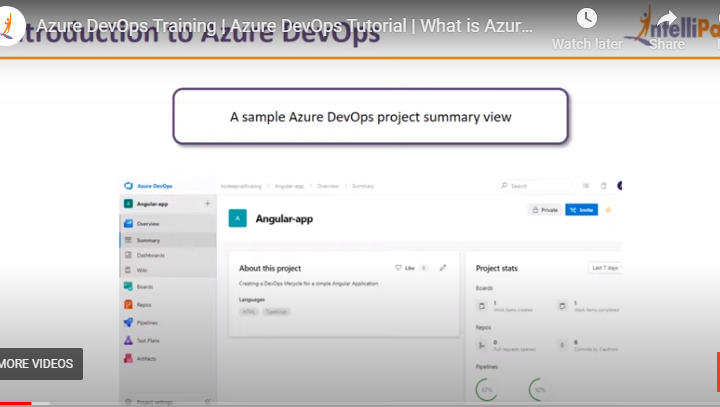 Azure DevOps Training | Azure DevOps Tutorial | What is Azur...
ntroduction to Azure DevOps
Watch later
Share
ntelliPa
A sample Azure DevOps project summary view
Azure DevOps
/ Angular-app / Overview / Summary
Search
A Angular-app +
A Angular-app
Private
Invite
Overview
Summary
Dashboards
Wiki
Boards
Repos
Pipelines
Test Plans
Artifacts
Project settings
About this project
Like 0
Creating a DevOps lifecycle for a simple Angular Application
Languages
HTML TypeScript
Project stats
Last 7 days
Boards
1
Work items created
1
Work items completed
Repos
0
Pull requests opened
8
Commits by 2 authors
Pipelines
67%
50%
MORE VIDEOS